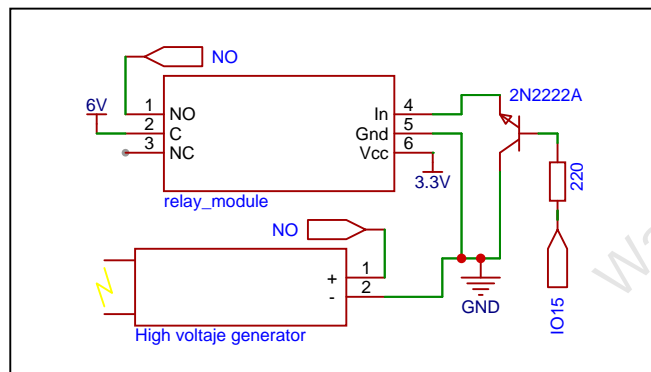 NO
6V
1 NO
2 C
3 NC
In 4
Gnd 5
Vcc 6
2N2222A
3.3V
220
relay_module
NO
+ 1
- 2
GND
IO15
High voltaje generator